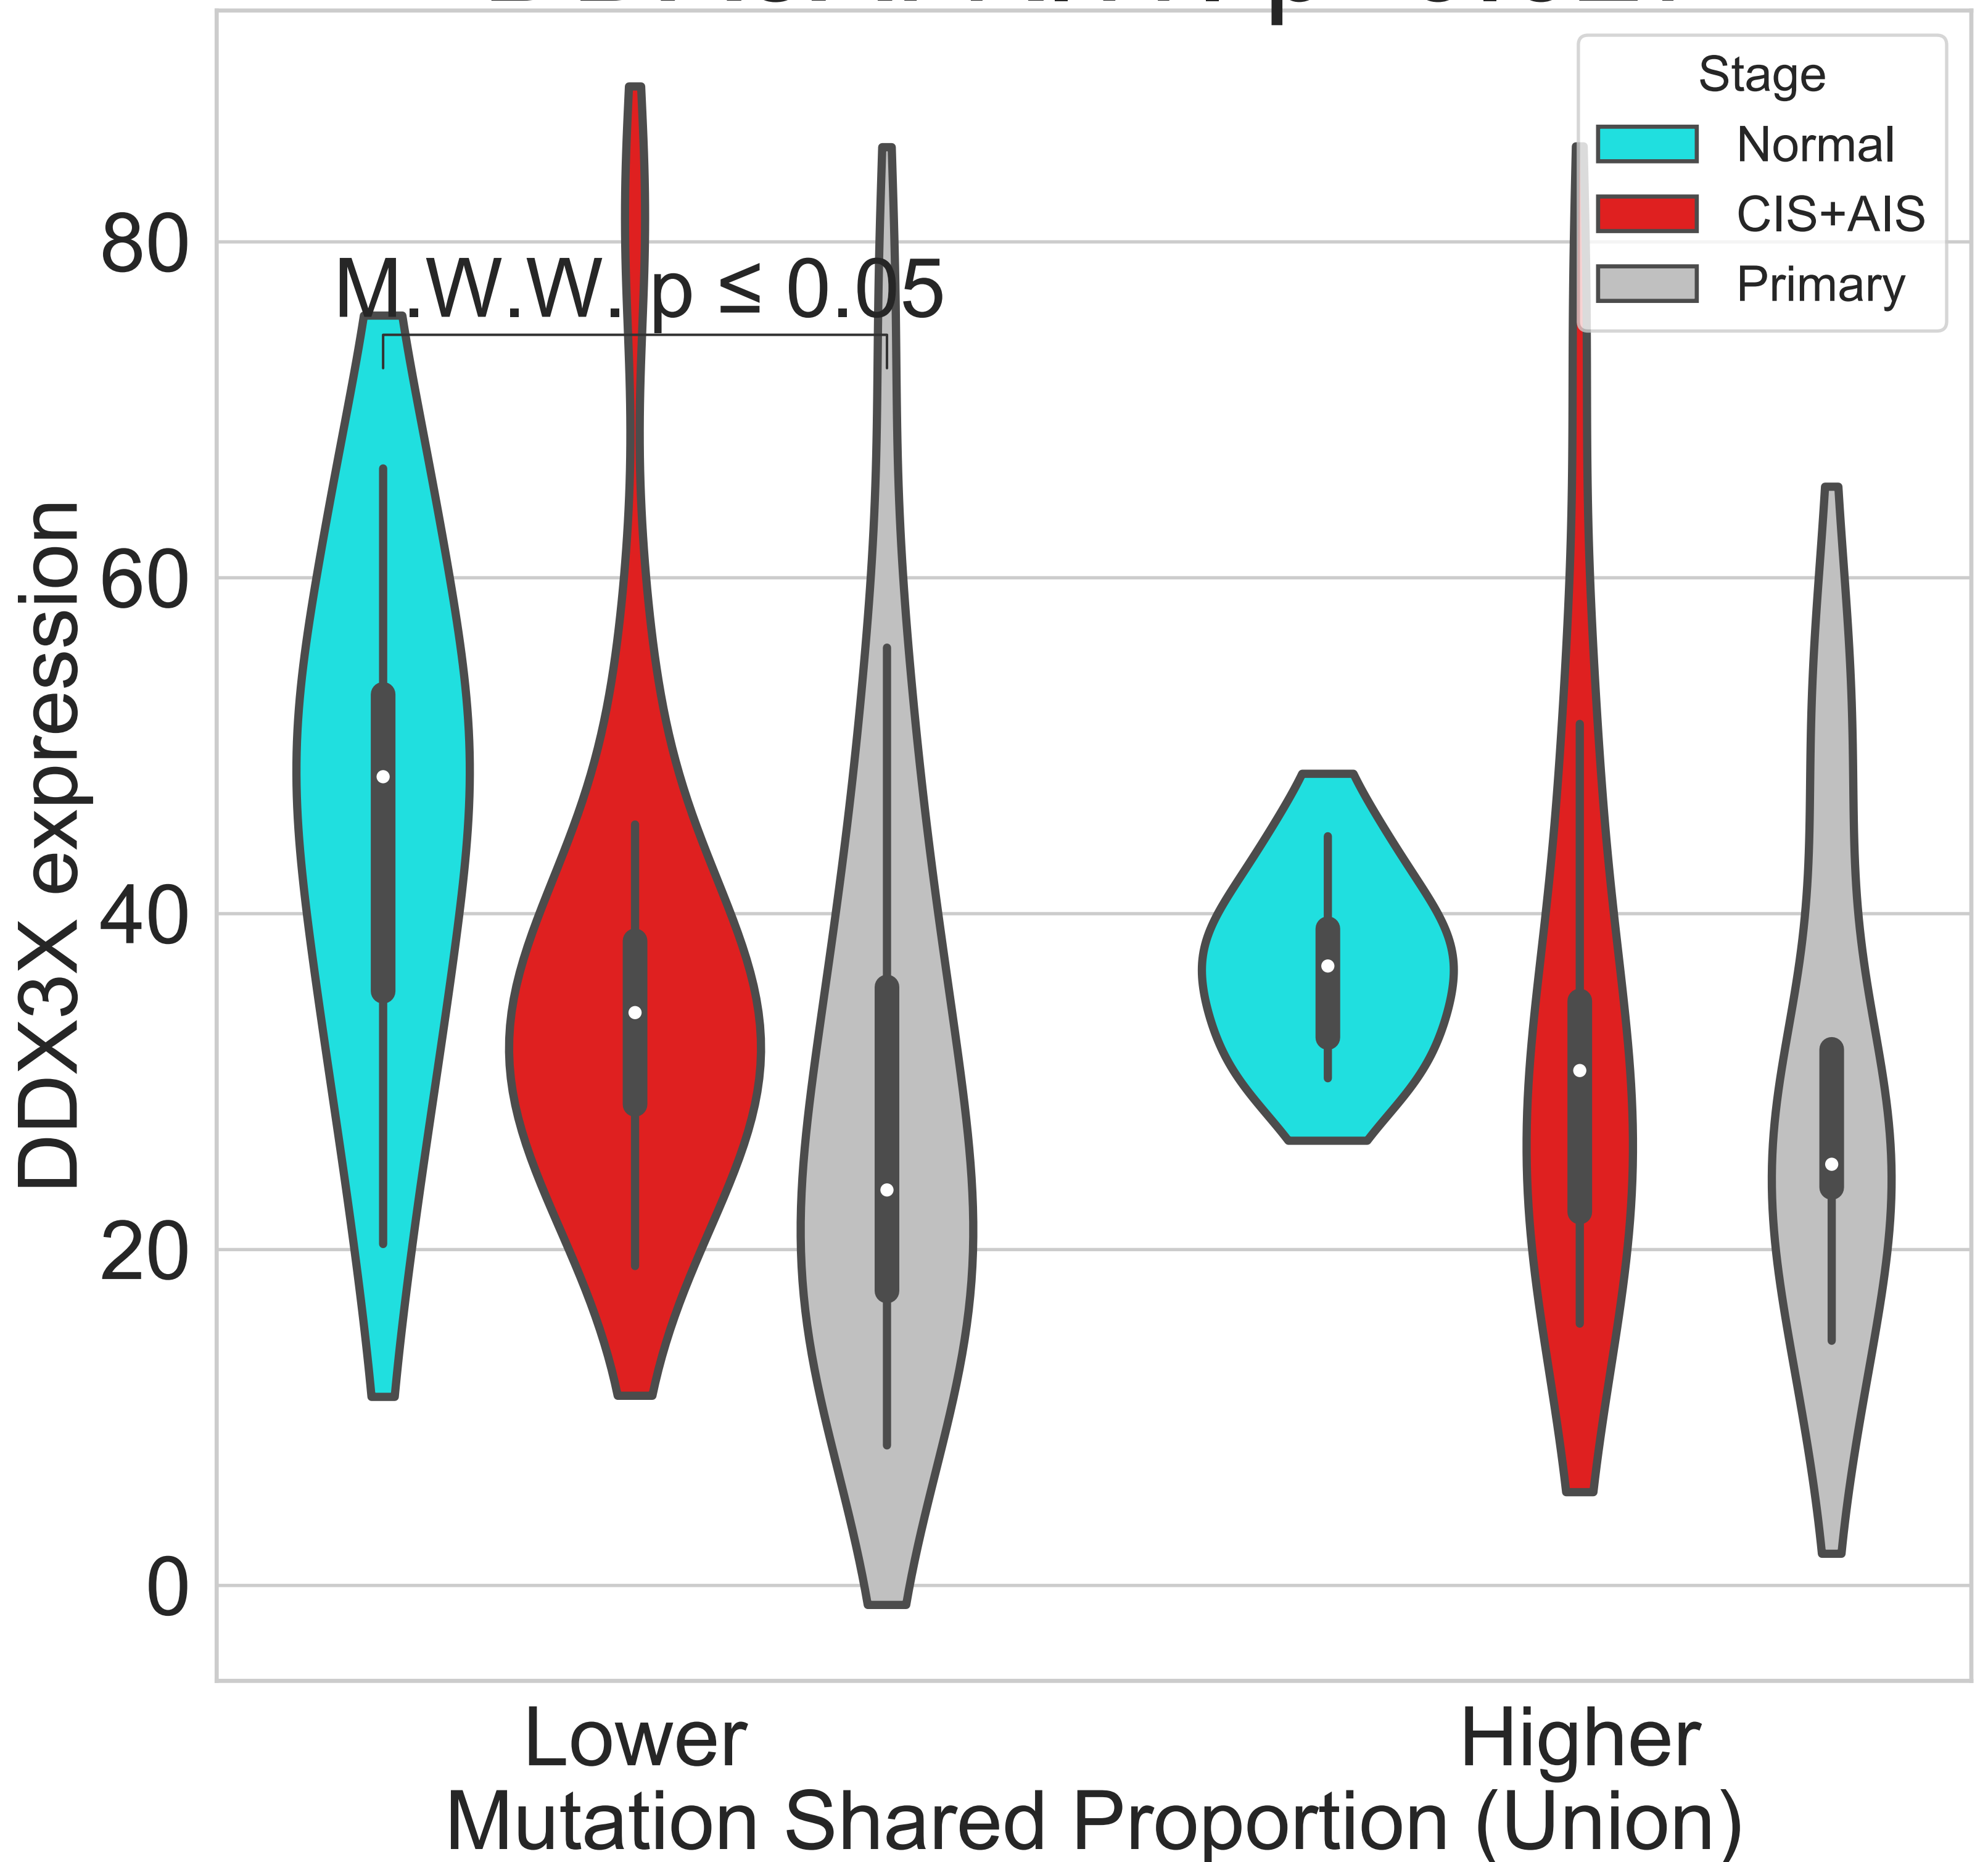 Stage
Normal
CIS+AIS
Primary
M.W.W. p ≤ 0.05
80
60
40
20
0
DDX3X expression
Lower
Higher
Mutation Shared Proportion (Union)